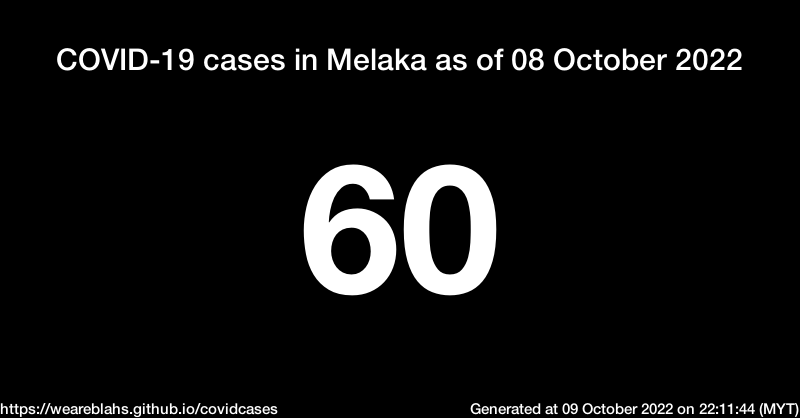 COVID-19 cases in Melaka as of 08 October 2022
60
https://weareblahs.github.io/covidcases
Generated at 09 October 2022 on 22:11:44 (MYT)